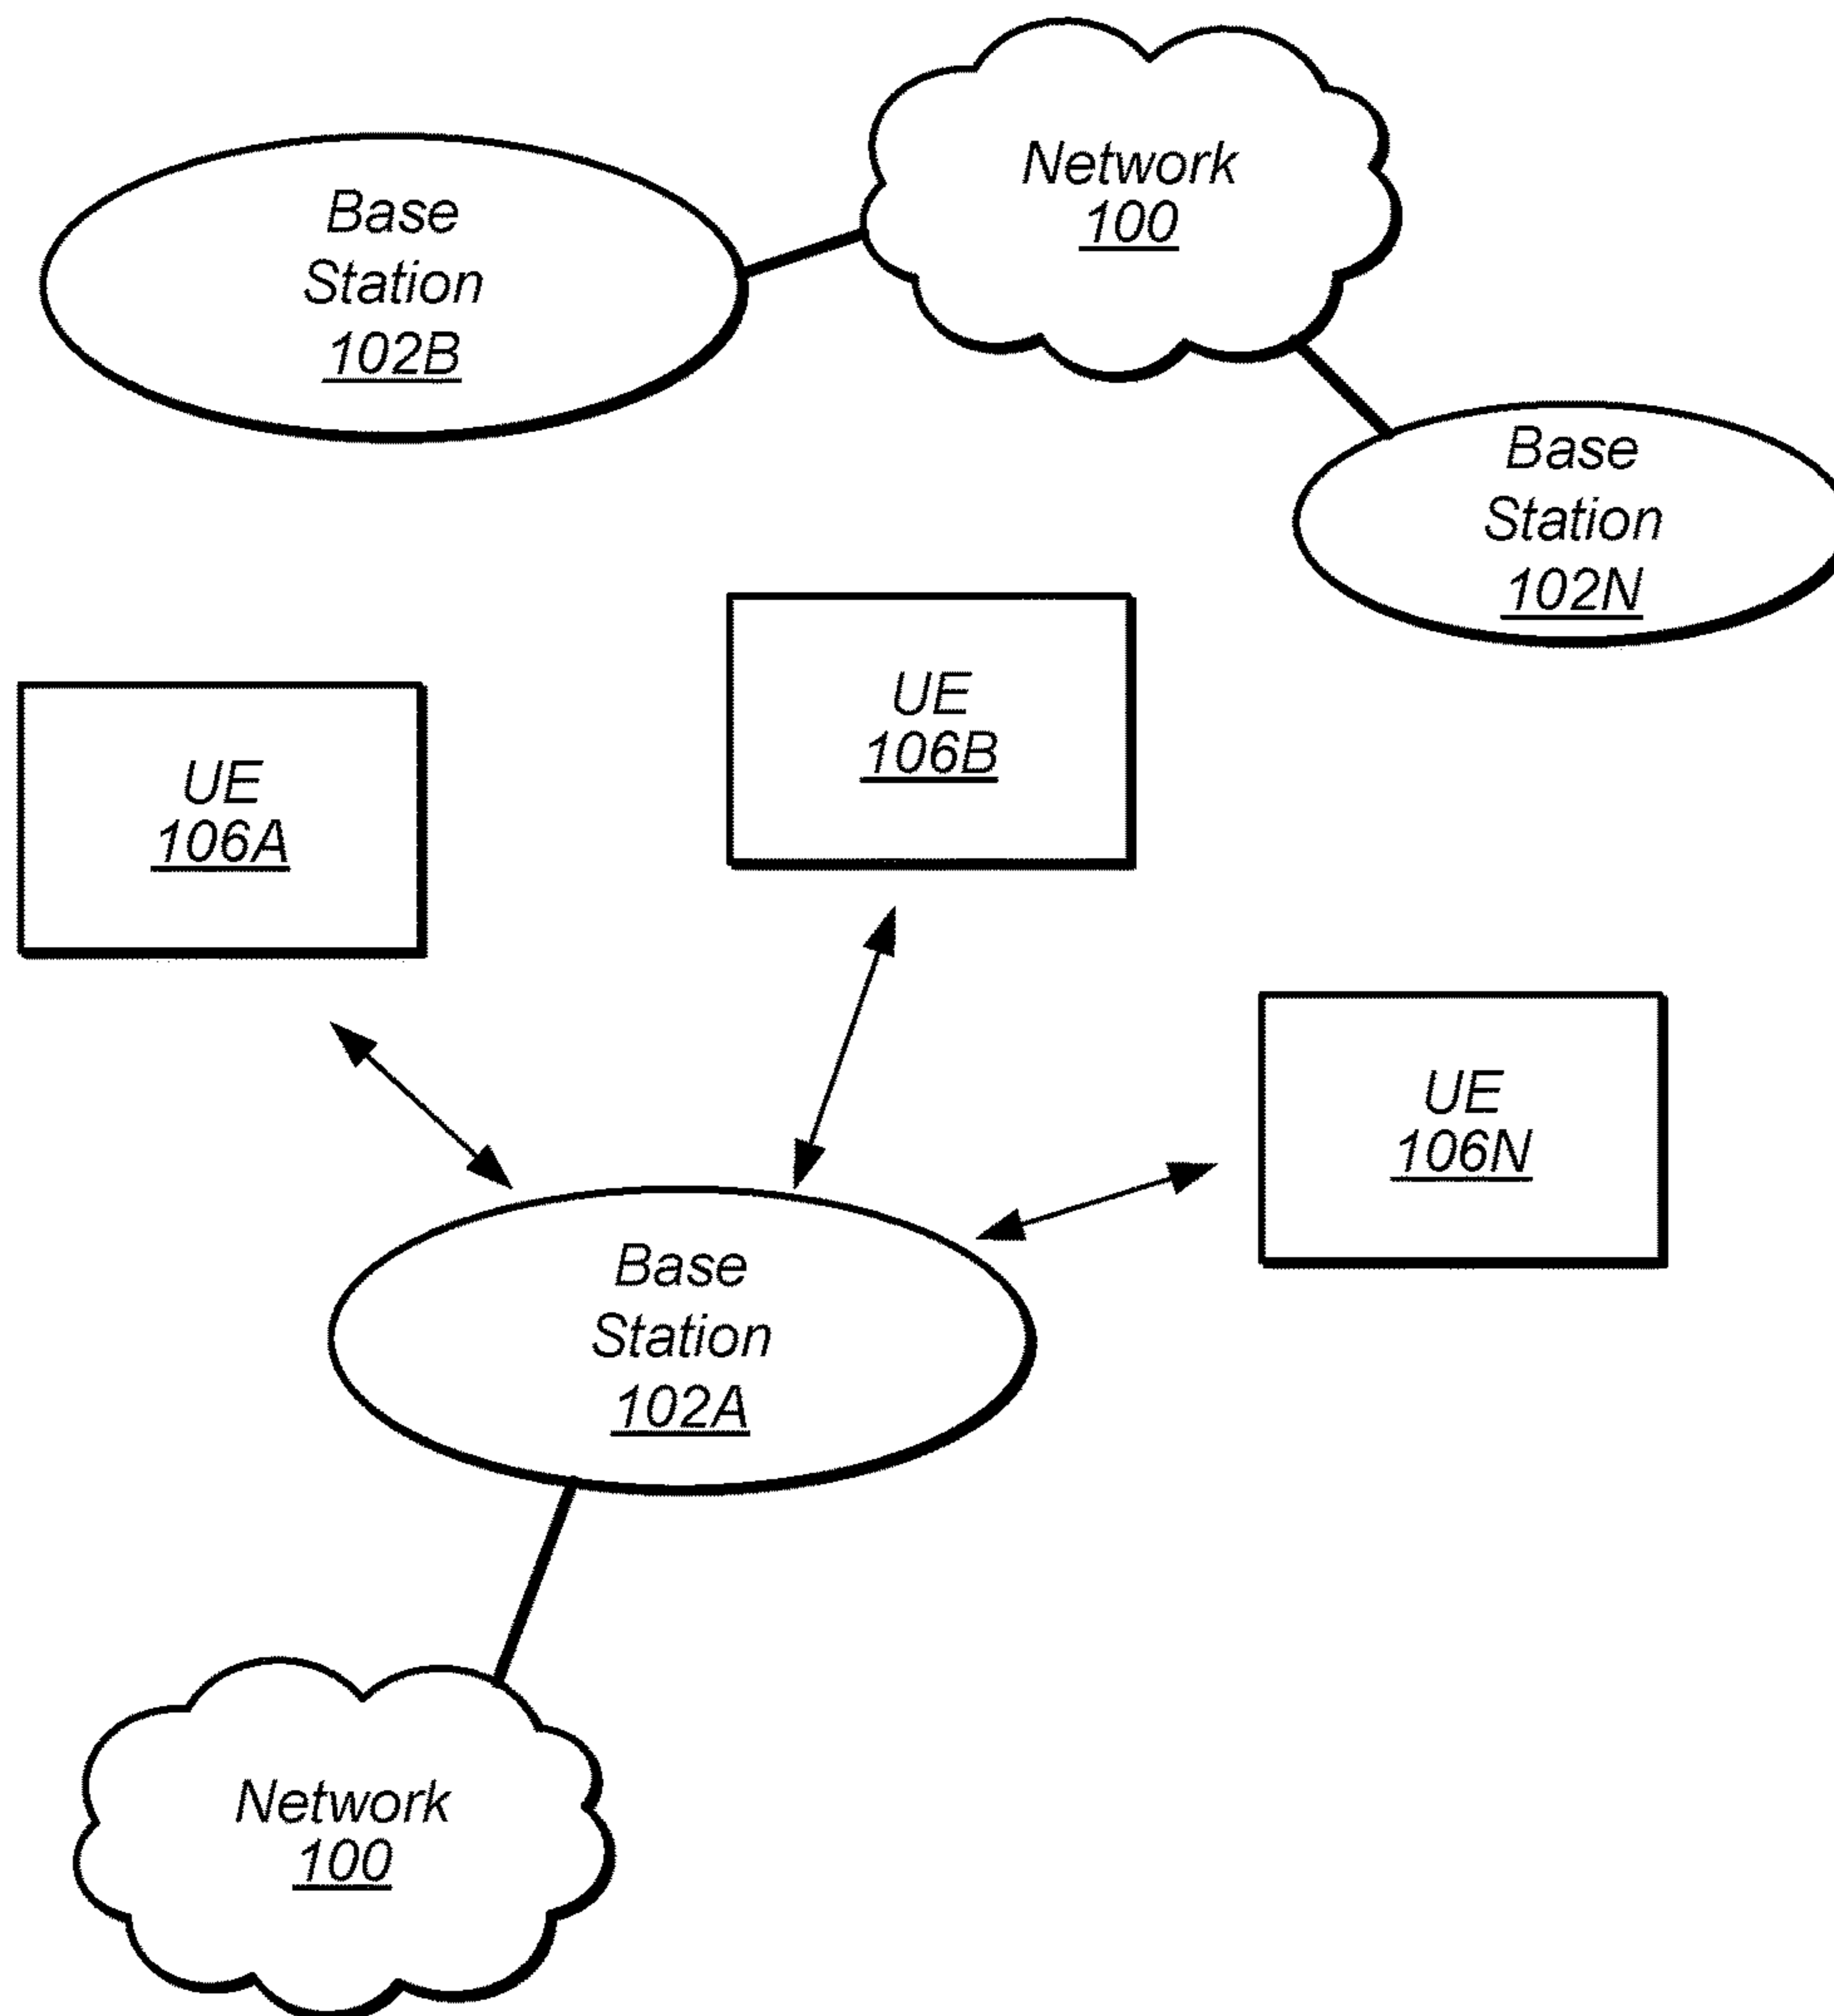 Network
100
Base
Station
102B
Base
Station
102N
UE
106B
UE
106A
UE
106N
Base
Station
102A
Network
100